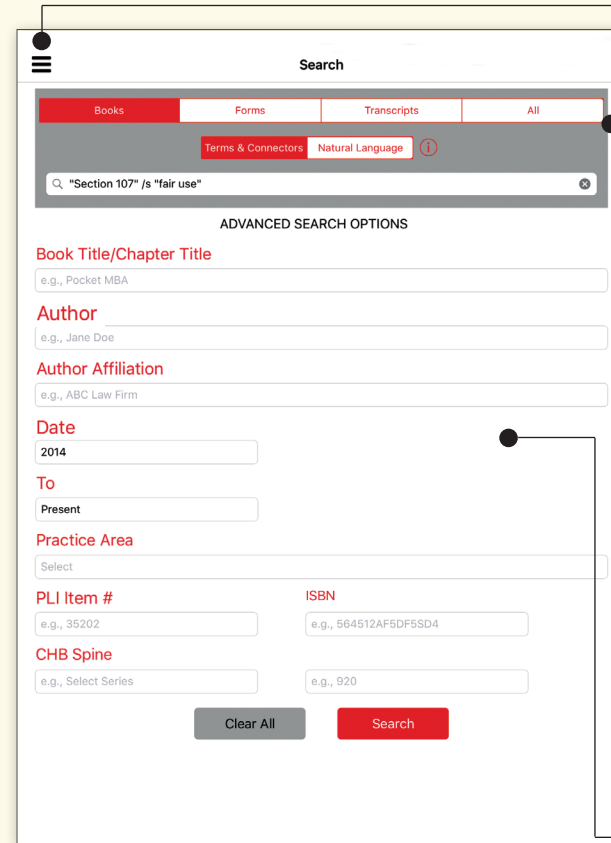 Search
Books Forms Transcripts All
Terms & Connectors Natural Language i
"Section 107" /s "fair use"
ADVANCED SEARCH OPTIONS
Book Title/Chapter Title
e.g., Pocket MBA
Author
e.g., Jane Doe
Author Affiliation
e.g., ABC Law Firm
Date
2014
To
Present
Practice Area
Select
PLI Item # ISBN
e.g., 35202 e.g., 564512AF5DF5SD4
CHB Spine
e.g., Select Series e.g., 920
Clear All Search